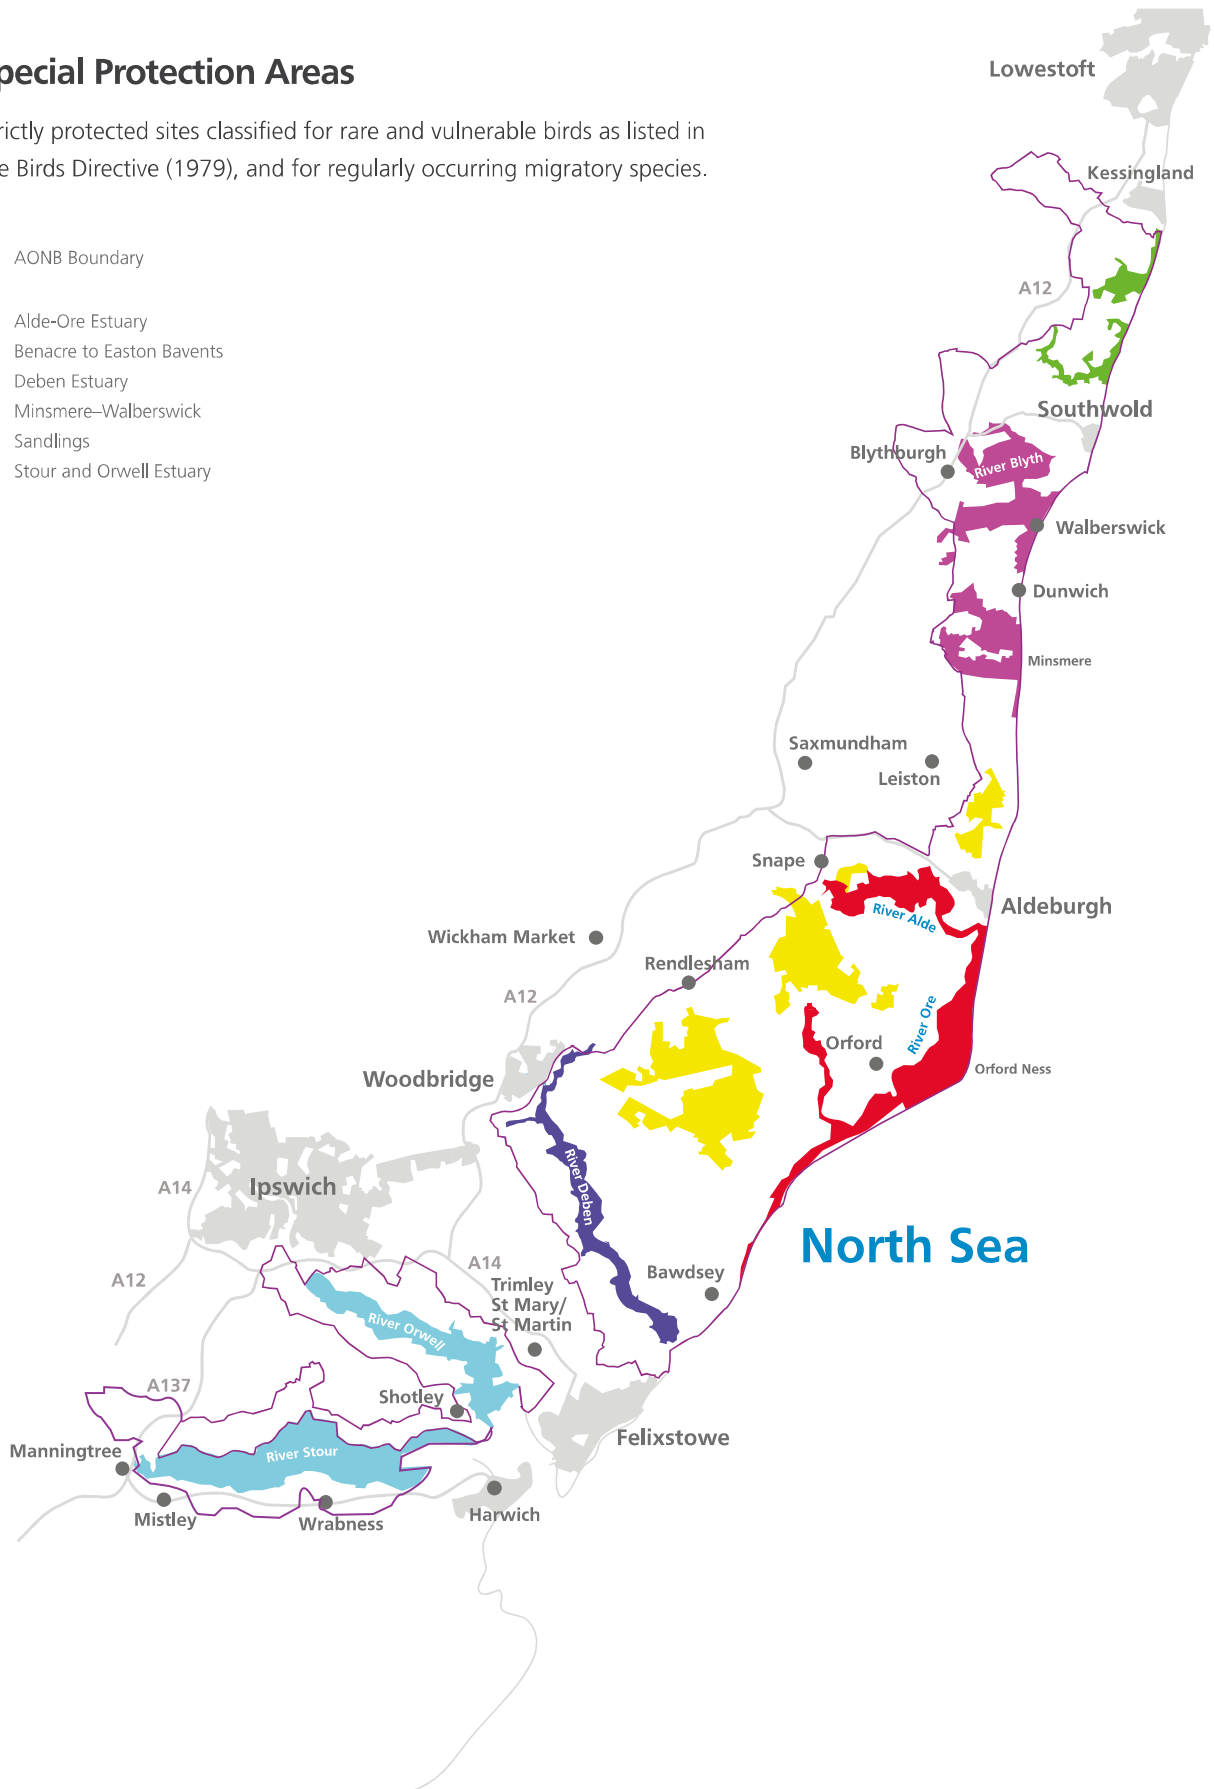 pecial Protection Areas
rictly protected sites classified for rare and vulnerable birds as listed in
e Birds Directive (1979), and for regularly occurring migratory species.
AONB Boundary
Alde-Ore Estuary
Benacre to Easton Bavents
Deben Estuary
Minsmere–Walberswick
Sandlings
Stour and Orwell Estuary
Lowestoft
Kessingland
A12
Southwold
Blythburgh
River Blyth
Walberswick
Dunwich
Minsmere
Saxmundham
Leiston
Snape
Aldeburgh
River Alde
Wickham Market
Rendlesham
A12
River Ore
Orford
Orford Ness
Woodbridge
River Deben
Ipswich
A14
North Sea
A12
A14
Bawdsey
Trimley
St Mary/
St Martin
River Orwell
A137
Shotley
Felixstowe
Manningtree
River Stour
Mistley
Wrabness
Harwich